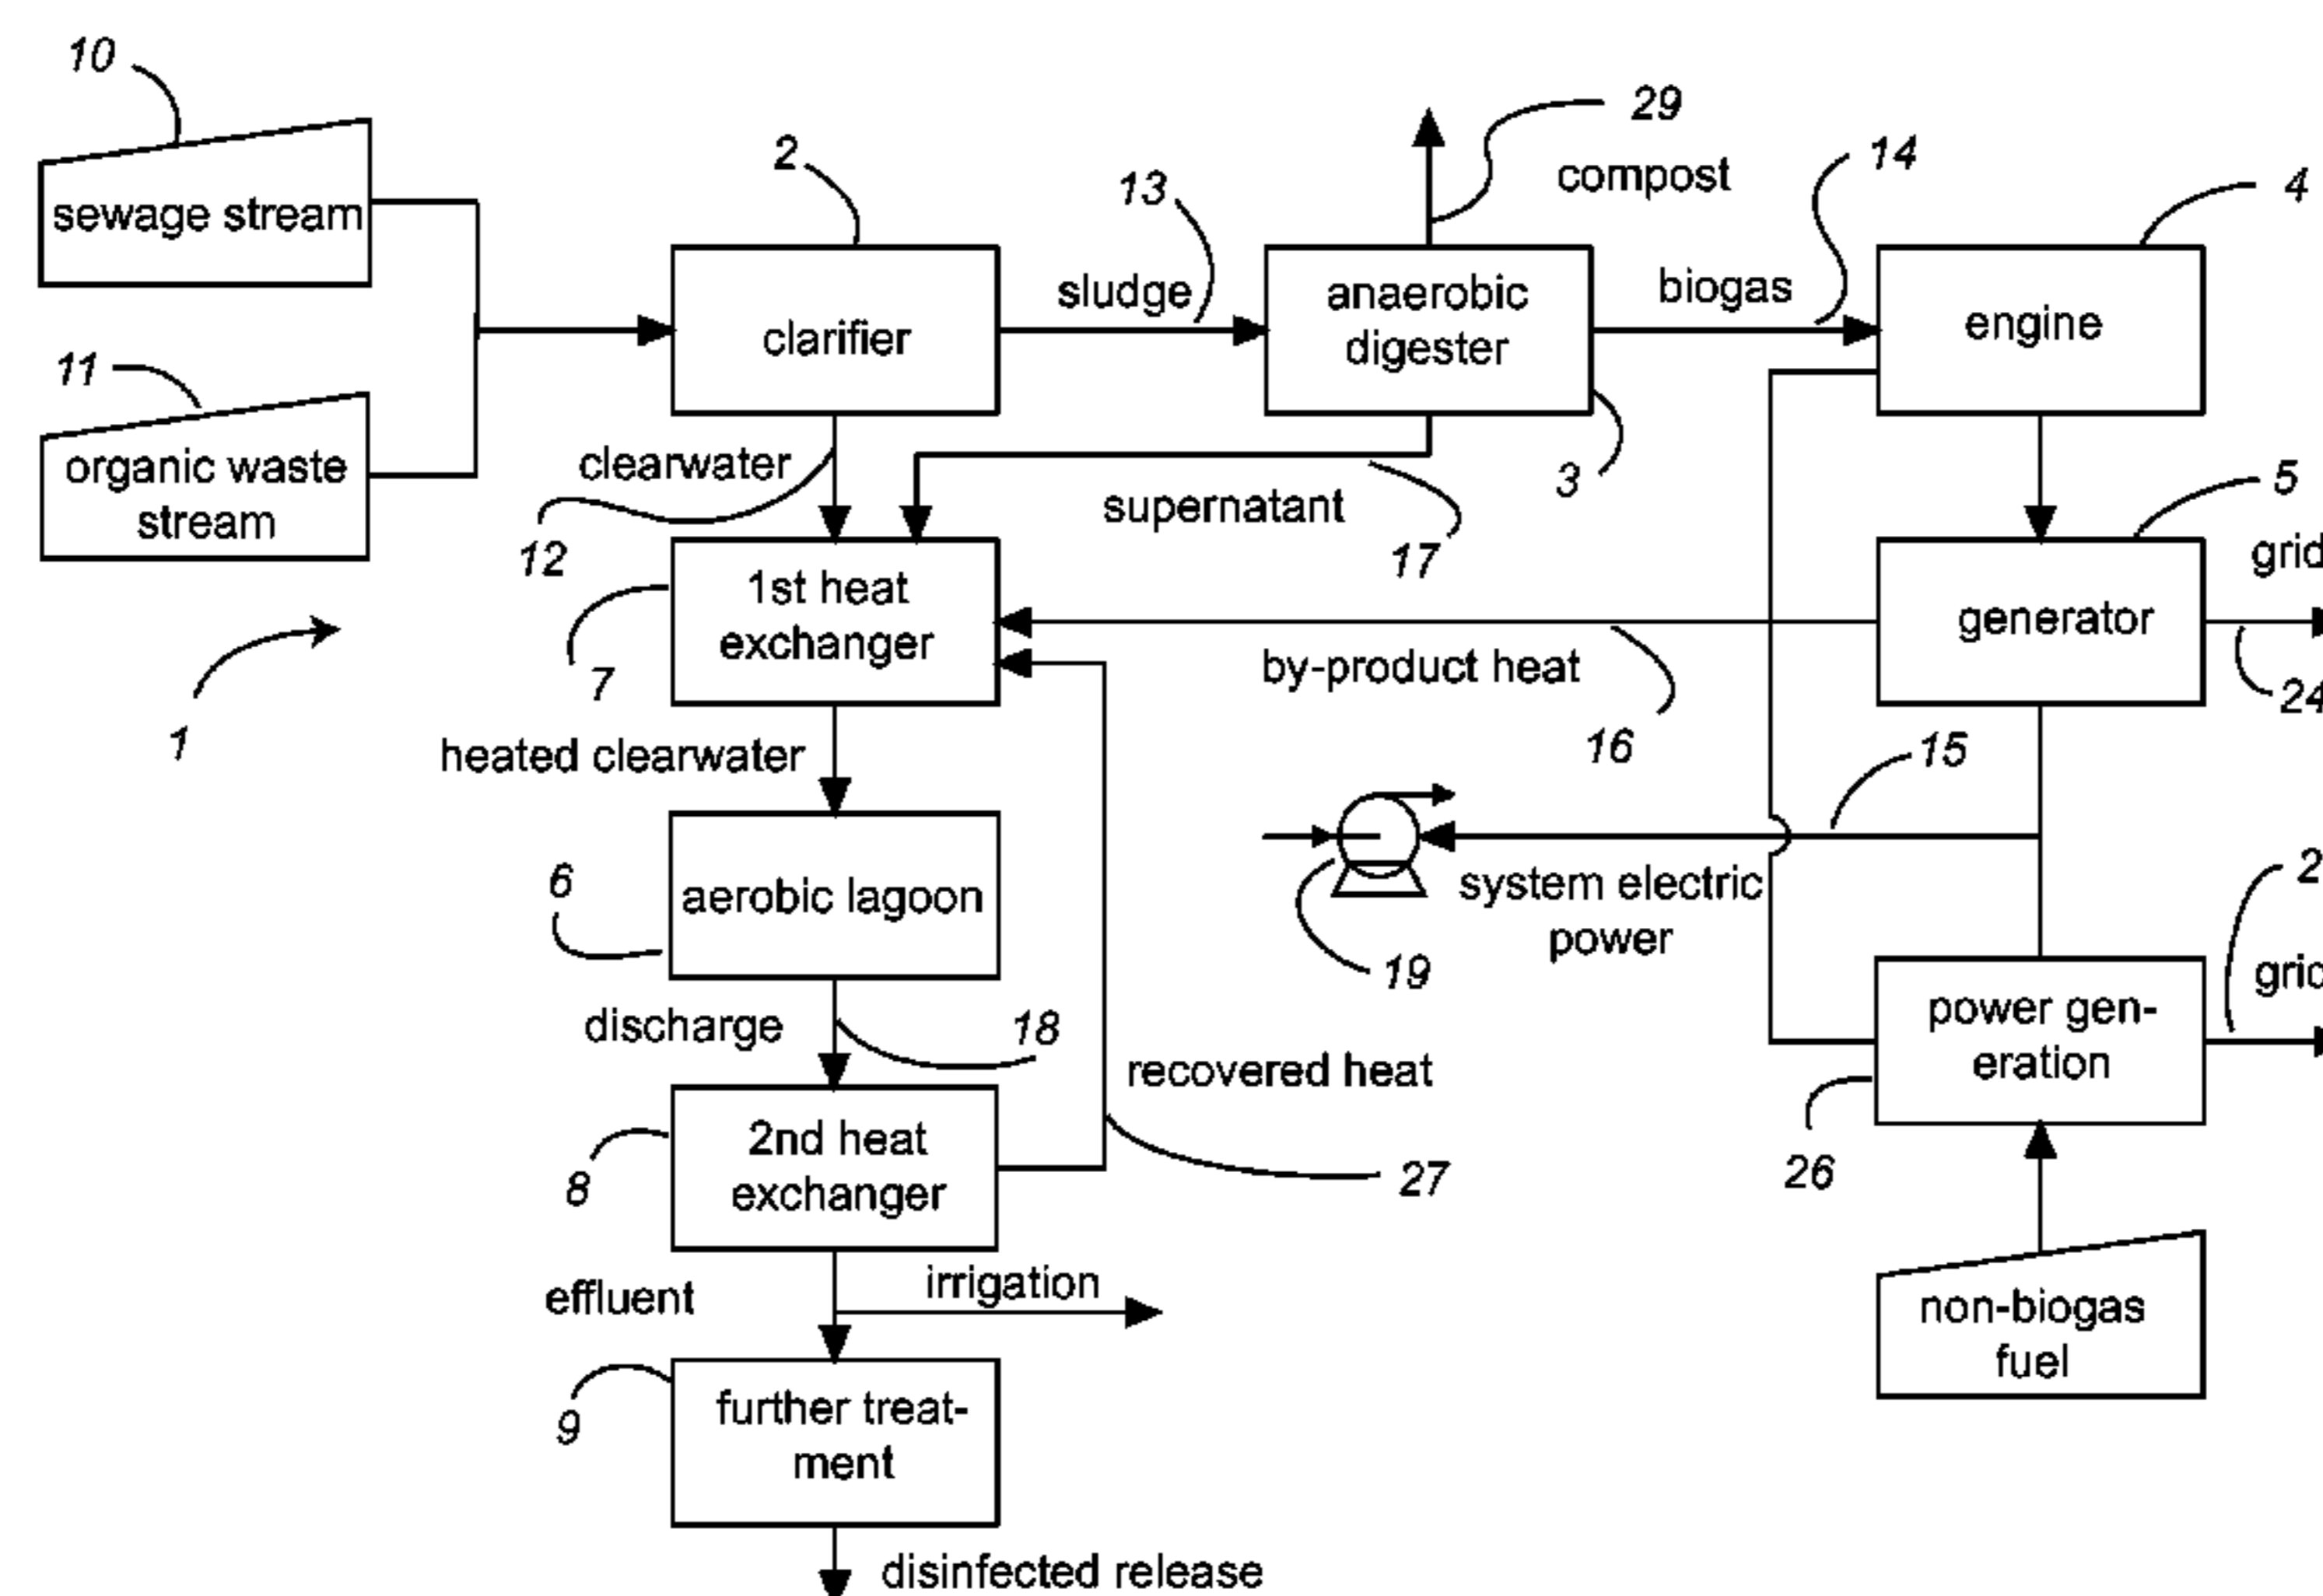 10
sewage stream
11
organic waste
stream
1
2
clarifier
13
sludge
29
compost
anaerobic
digester
3
14
biogas
4
engine
clearwater
12
supernatant
17
5
grid
generator
24
1st heat
exchanger
7
by-product heat
16
15
heated clearwater
19
system electric
power
6
aerobic lagoon
discharge
18
recovered heat
27
power gen-
eration
26
2nd heat
exchanger
8
effluent
irrigation
non-biogas
fuel
9
further treat-
ment
disinfected release